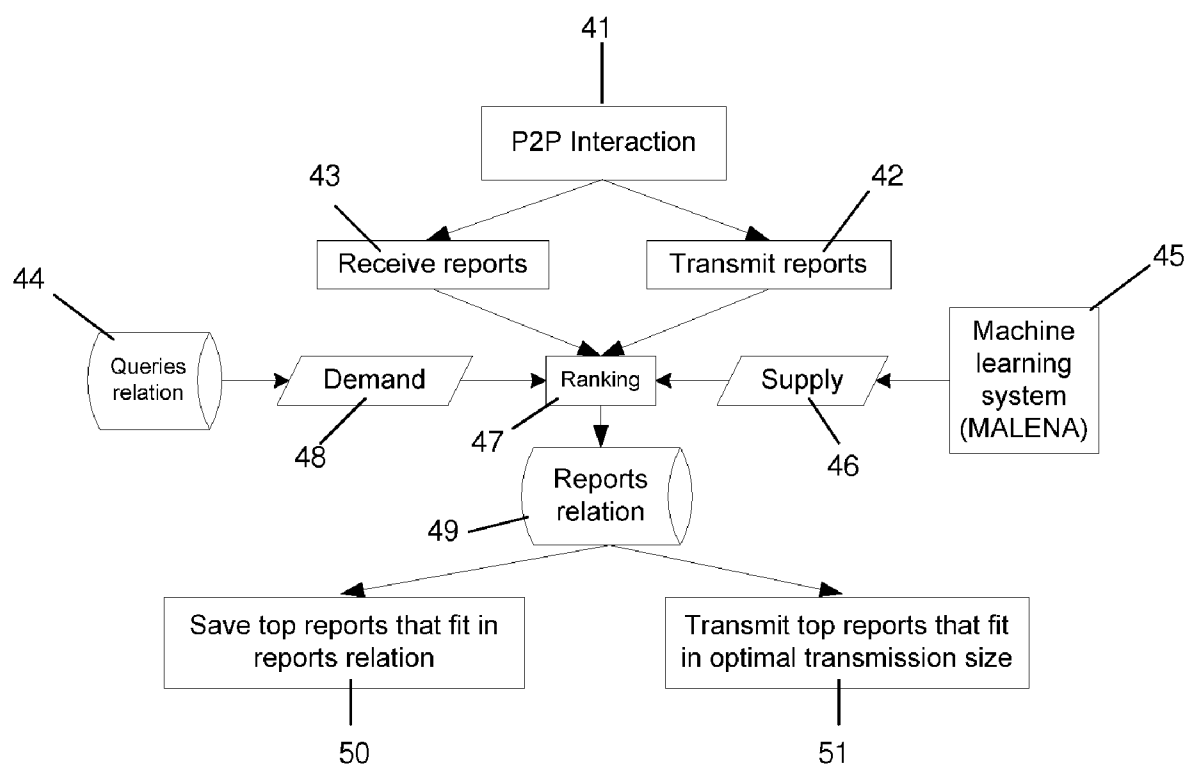 41
P2P Interaction
43
42
Receive reports
Transmit reports
44
45
Queries
relation
Demand
Ranking
Supply
Machine
learning
system
(MALENA)
48
47
46
Reports
relation
49
Save top reports that fit in
reports relation
Transmit top reports that fit
in optimal transmission size
50
51